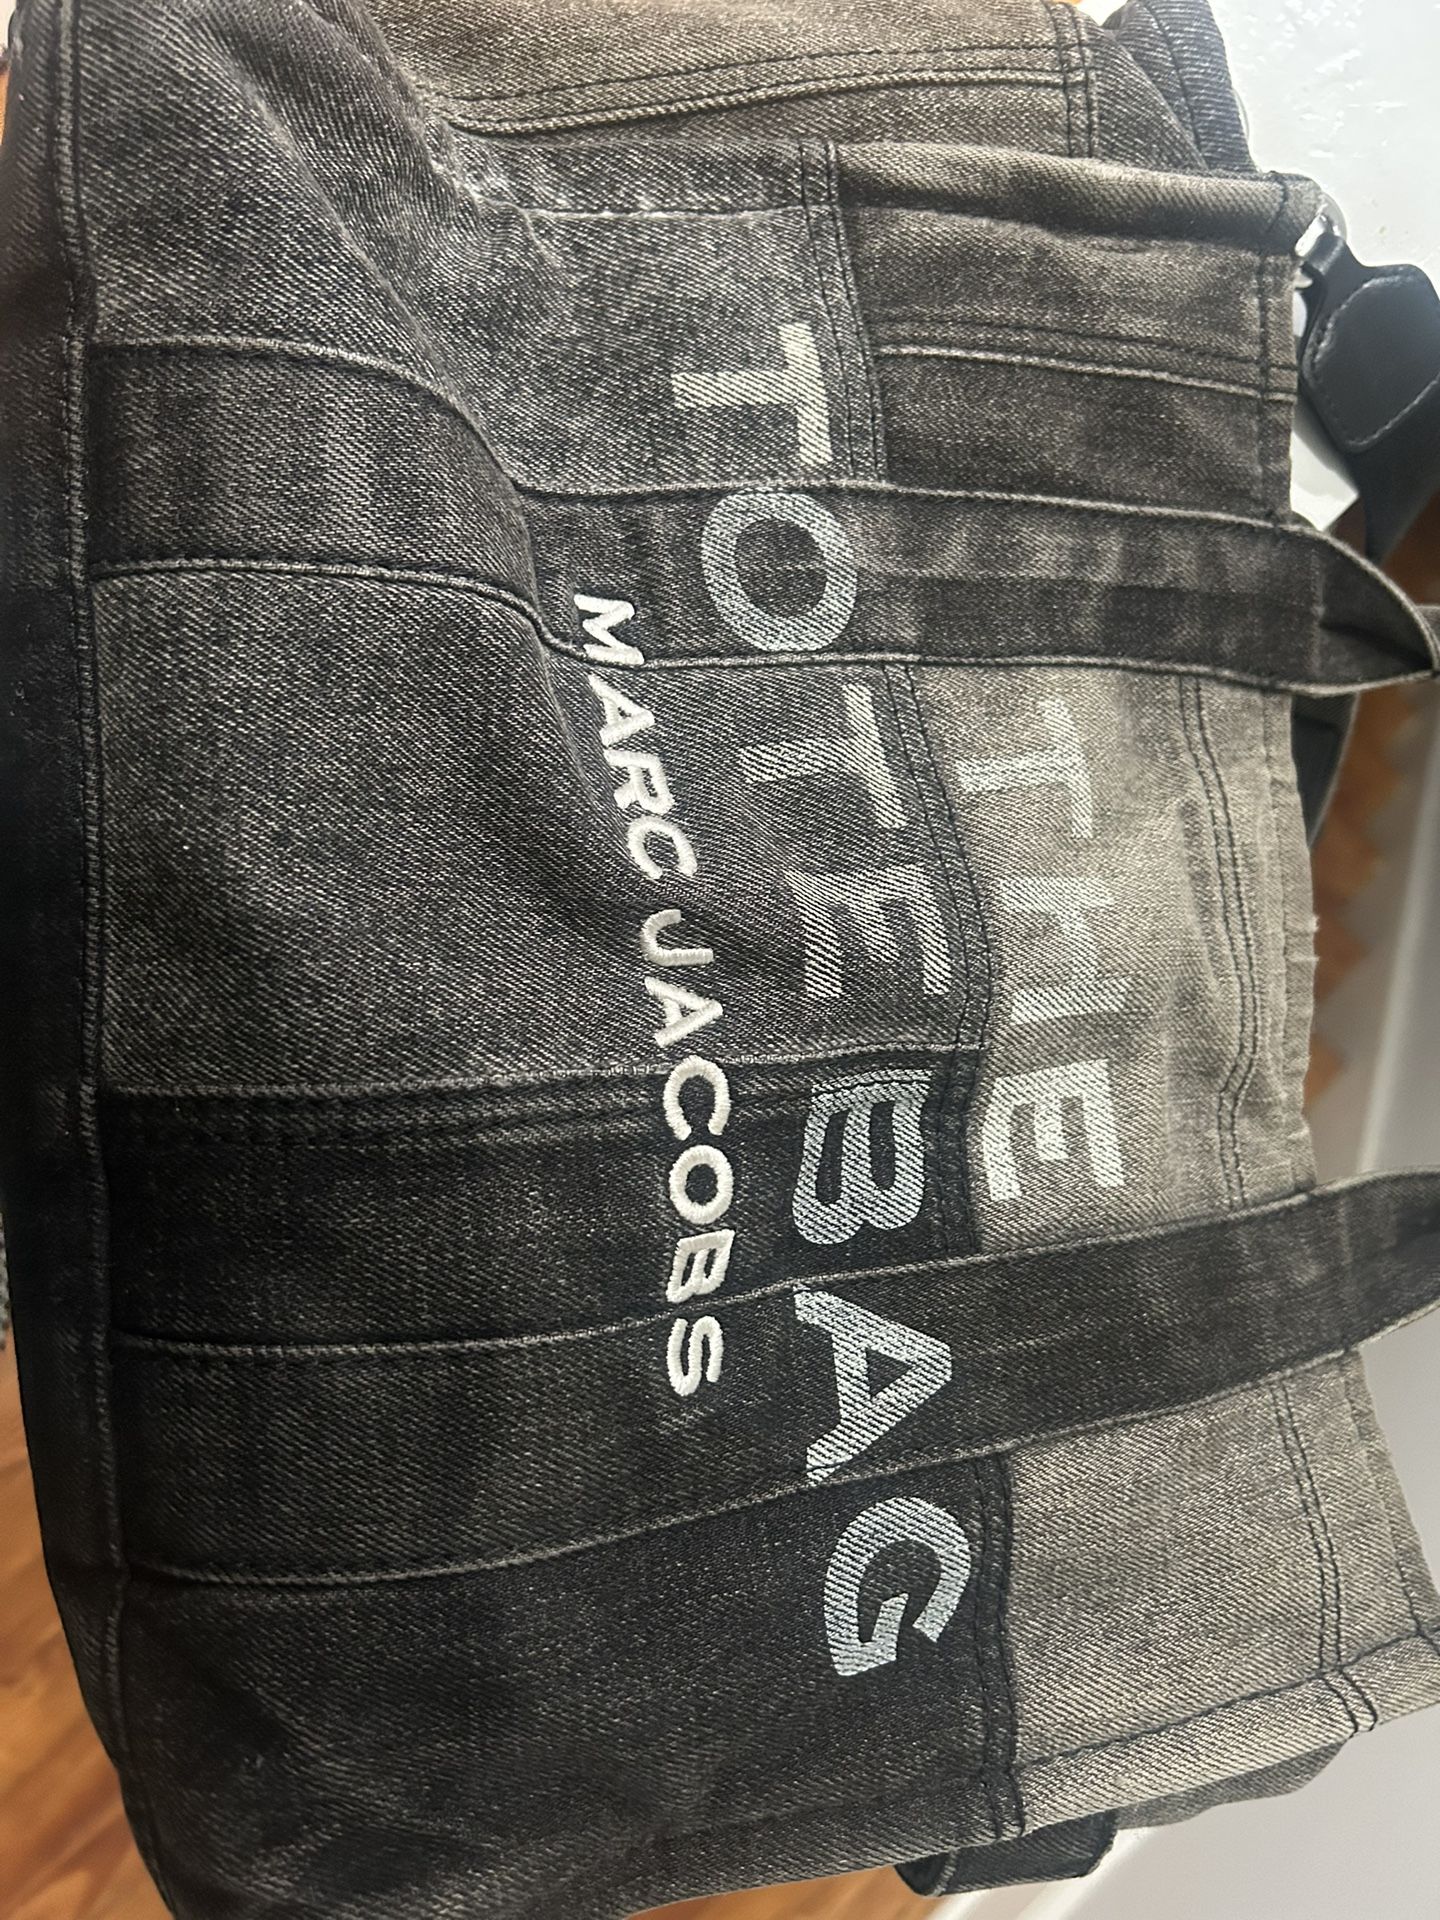 THE
TOTE BAG
MARC JACOBS